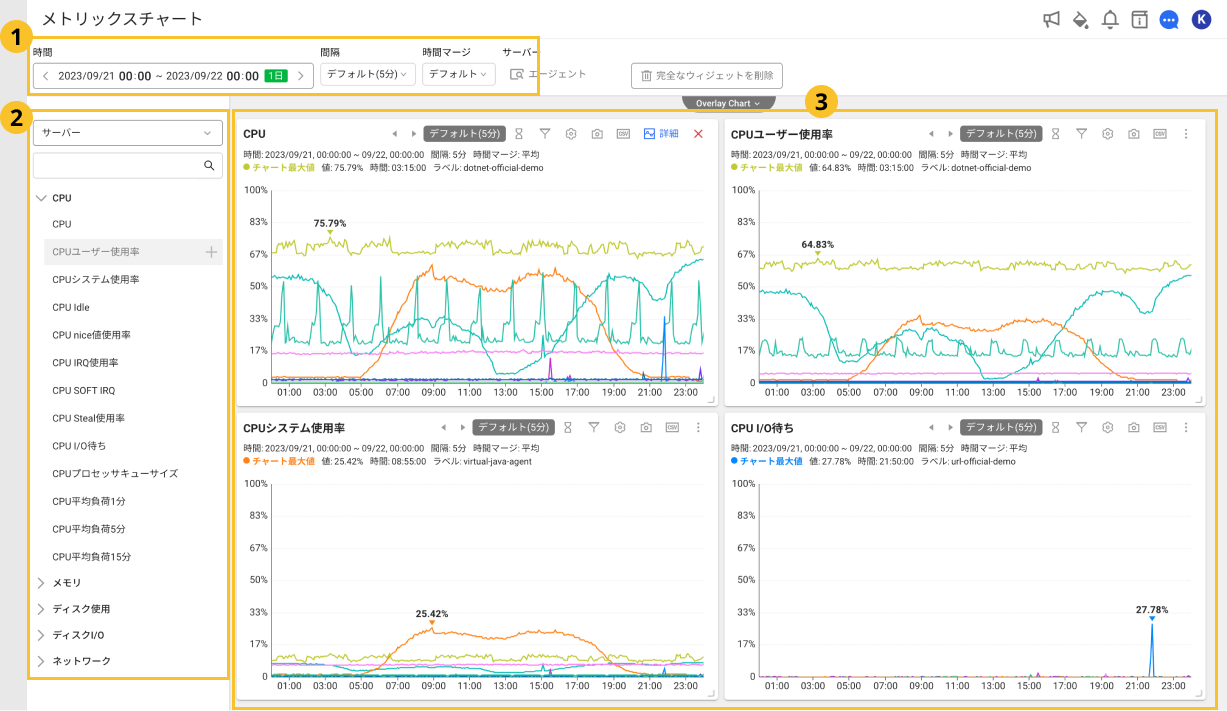 メトリックスチャート
K
1
時間
間隔
時間マージ
サーバー
2023/09/21 00:00 ~ 2023/09/22 00:00 1日
デフォルト(5分)
デフォルト
エージェント
完全なウィジェットを削除
2
サーバー
CPU
CPU
CPUユーザー使用率
CPUシステム使用率
CPU Idle
CPU nice値使用率
CPU IRQ使用率
CPU SOFT IRQ
CPU Steal使用率
CPU I/O待ち
CPUプロセッサキューサイズ
CPU平均負荷1分
CPU平均負荷5分
CPU平均負荷15分
メモリ
ディスク使用
ディスクI/O
ネットワーク
Overlay Chart
3
CPU
デフォルト(5分)
CSV
詳細
時間: 2023/09/21, 00:00:00 ~ 09/22, 00:00:00 間隔: 5分 時間マージ: 平均
チャート最大値 値: 75.79% 時間: 03:15:00 ラベル: dotnet-official-demo
100%
83%
67%
50%
33%
17%
0
75.79%
01:00 03:00 05:00 07:00 09:00 11:00 13:00 15:00 17:00 19:00 21:00 23:00
CPUユーザー使用率
デフォルト(5分)
CSV
時間: 2023/09/21, 00:00:00 ~ 09/22, 00:00:00 間隔: 5分 時間マージ: 平均
チャート最大値 値: 64.83% 時間: 03:15:00 ラベル: dotnet-official-demo
100%
83%
67%
50%
33%
17%
0
64.83%
01:00 03:00 05:00 07:00 09:00 11:00 13:00 15:00 17:00 19:00 21:00 23:00
CPUシステム使用率
デフォルト(5分)
CSV
時間: 2023/09/21, 00:00:00 ~ 09/22, 00:00:00 間隔: 5分 時間マージ: 平均
チャート最大値 値: 25.42% 時間: 08:55:00 ラベル: virtual-java-agent
100%
83%
67%
50%
33%
17%
0
25.42%
01:00 03:00 05:00 07:00 09:00 11:00 13:00 15:00 17:00 19:00 21:00 23:00
CPU I/O待ち
デフォルト(5分)
CSV
時間: 2023/09/21, 00:00:00 ~ 09/22, 00:00:00 間隔: 5分 時間マージ: 平均
チャート最大値 値: 27.78% 時間: 21:50:00 ラベル: url-official-demo
100%
83%
67%
50%
33%
17%
0
27.78%
01:00 03:00 05:00 07:00 09:00 11:00 13:00 15:00 17:00 19:00 21:00 23:00